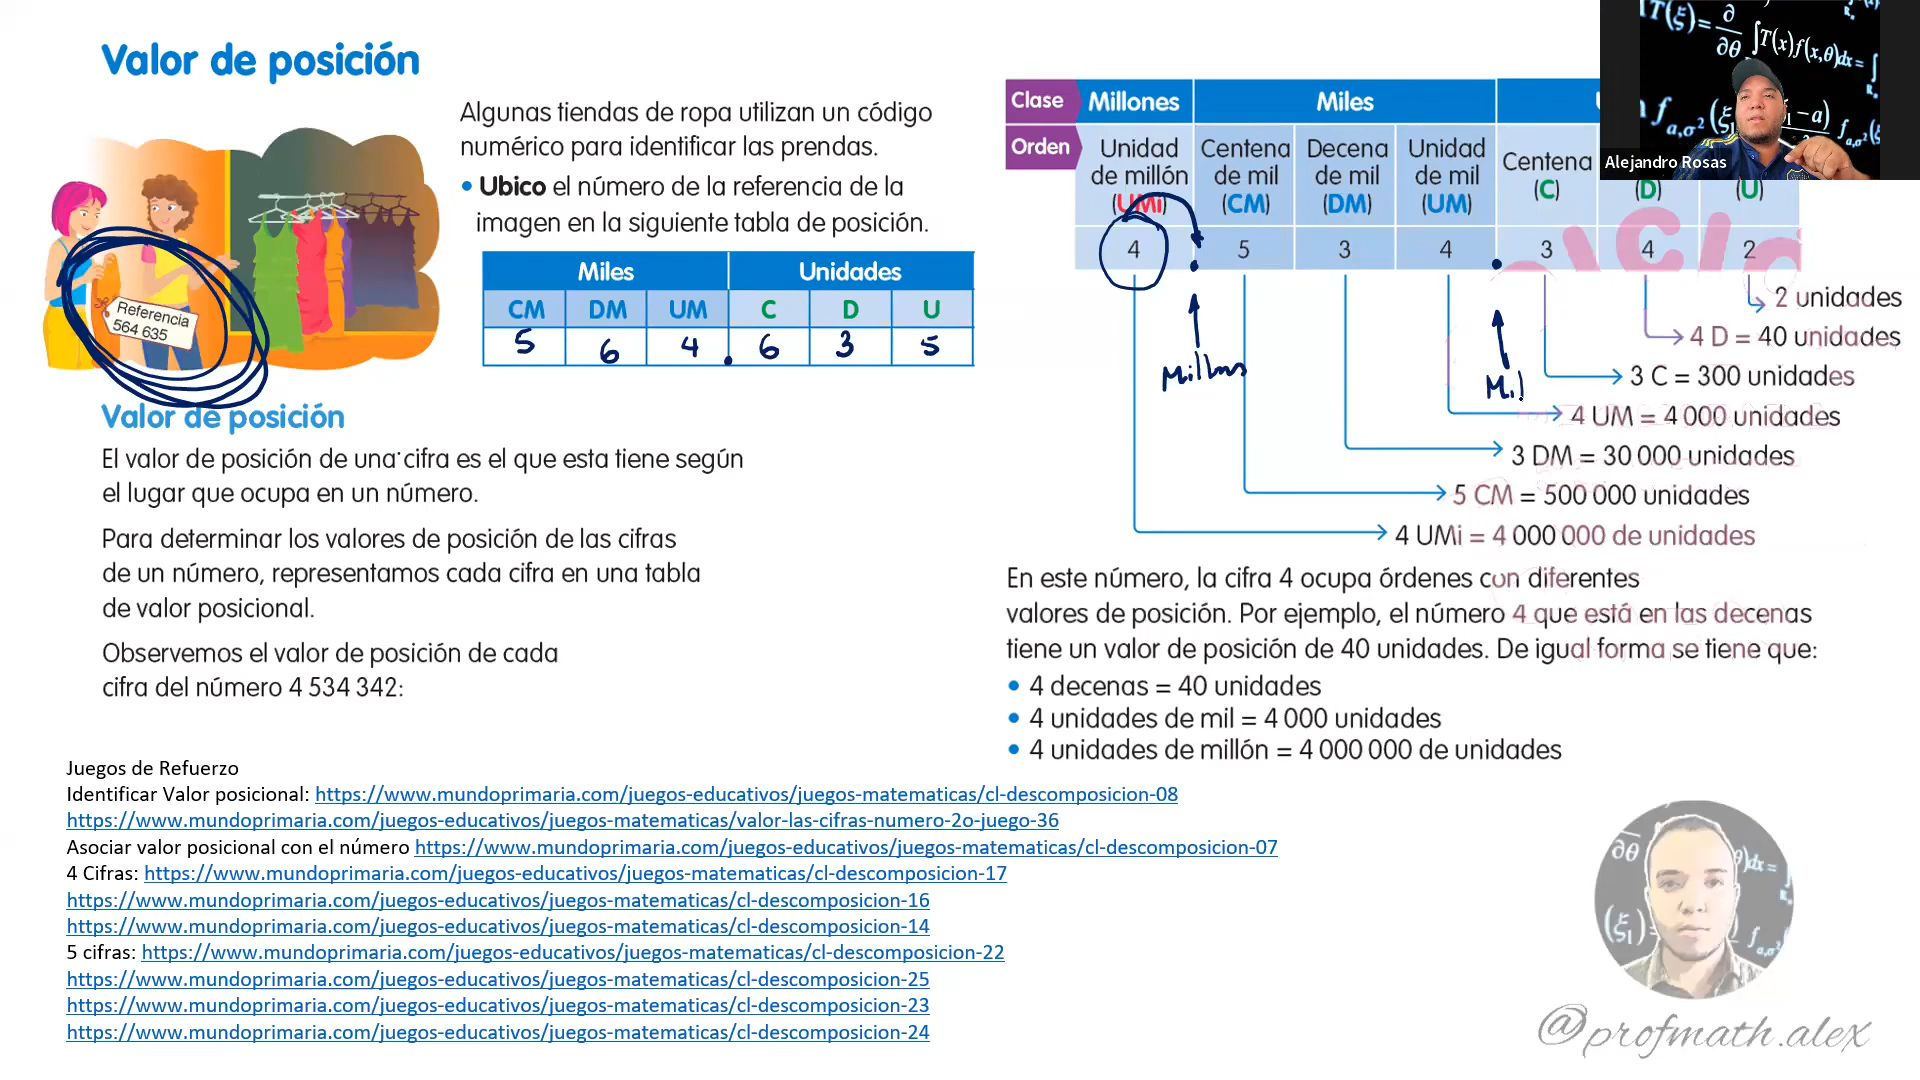 Valor de posición
Algunas tiendas de ropa utilizan un código
numérico para identificar las prendas.
• Ubico el número de la referencia de la
imagen en la siguiente tabla de posición.
Referencia
564 635
Miles Unidades
CM DM UM C D U
5 6 4 . 6 3 5
Valor de posición
El valor de posición de una cifra es el que esta tiene según
el lugar que ocupa en un número.
Para determinar los valores de posición de las cifras
de un número, representamos cada cifra en una tabla
de valor posicional.
Observemos el valor de posición de cada
cifra del número 4 534 342:
Clase Millones Miles
Orden Unidad de millón (UMi) Centena de mil (CM) Decena de mil (DM) Unidad de mil (UM) Centena (C) (D) (U)
4 5 3 4 3 4 2
Mil
2 unidades
4 D = 40 unidades
3 C = 300 unidades
4 UM = 4 000 unidades
3 DM = 30 000 unidades
5 CM = 500 000 unidades
4 UMi = 4 000 000 de unidades
En este número, la cifra 4 ocupa órdenes con diferentes
valores de posición. Por ejemplo, el número 4 que está en las decenas
tiene un valor de posición de 40 unidades. De igual forma se tiene que:
• 4 decenas = 40 unidades
• 4 unidades de mil = 4 000 unidades
• 4 unidades de millón = 4 000 000 de unidades
Juegos de Refuerzo
Identificar Valor posicional: https://www.mundoprimaria.com/juegos-educativos/juegos-matematicas/cl-descomposicion-08
https://www.mundoprimaria.com/juegos-educativos/juegos-matematicas/valor-las-cifras-numero-2o-juego-36
Asociar valor posicional con el número https://www.mundoprimaria.com/juegos-educativos/juegos-matematicas/cl-descomposicion-07
4 Cifras: https://www.mundoprimaria.com/juegos-educativos/juegos-matematicas/cl-descomposicion-17
https://www.mundoprimaria.com/juegos-educativos/juegos-matematicas/cl-descomposicion-16
https://www.mundoprimaria.com/juegos-educativos/juegos-matematicas/cl-descomposicion-14
5 cifras: https://www.mundoprimaria.com/juegos-educativos/juegos-matematicas/cl-descomposicion-22
https://www.mundoprimaria.com/juegos-educativos/juegos-matematicas/cl-descomposicion-25
https://www.mundoprimaria.com/juegos-educativos/juegos-matematicas/cl-descomposicion-23
https://www.mundoprimaria.com/juegos-educativos/juegos-matematicas/cl-descomposicion-24
Alejandro Rosas
@profmath.alex